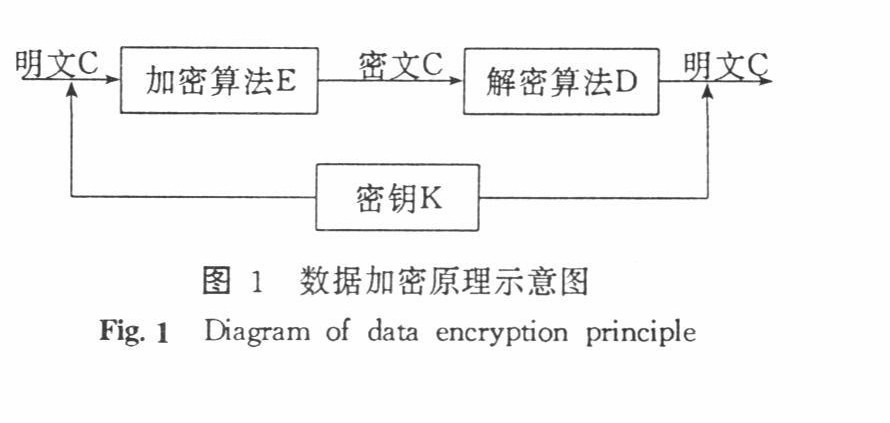 明文C 加密算法E 密文C 解密算法D 明文C
密钥K
图 1 数据加密原理示意图
Fig. 1 Diagram of data encryption principle